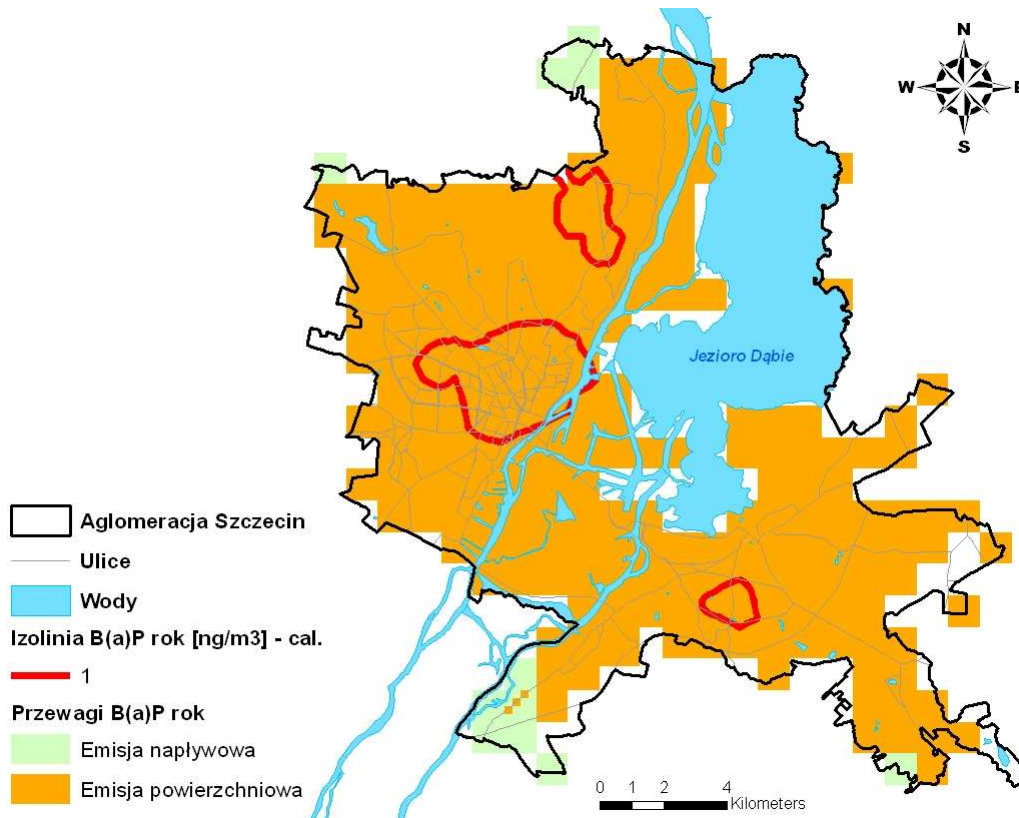 N
W
E
S
Jezioro Dąbie
Aglomeracja Szczecin
Ulice
Wody
Izolinia B(a)P rok [ng/m3] - cal.
1
Przewagi B(a)P rok
Emisja napływowa
Emisja powierzchniowa
0 1 2 4
Kilometers